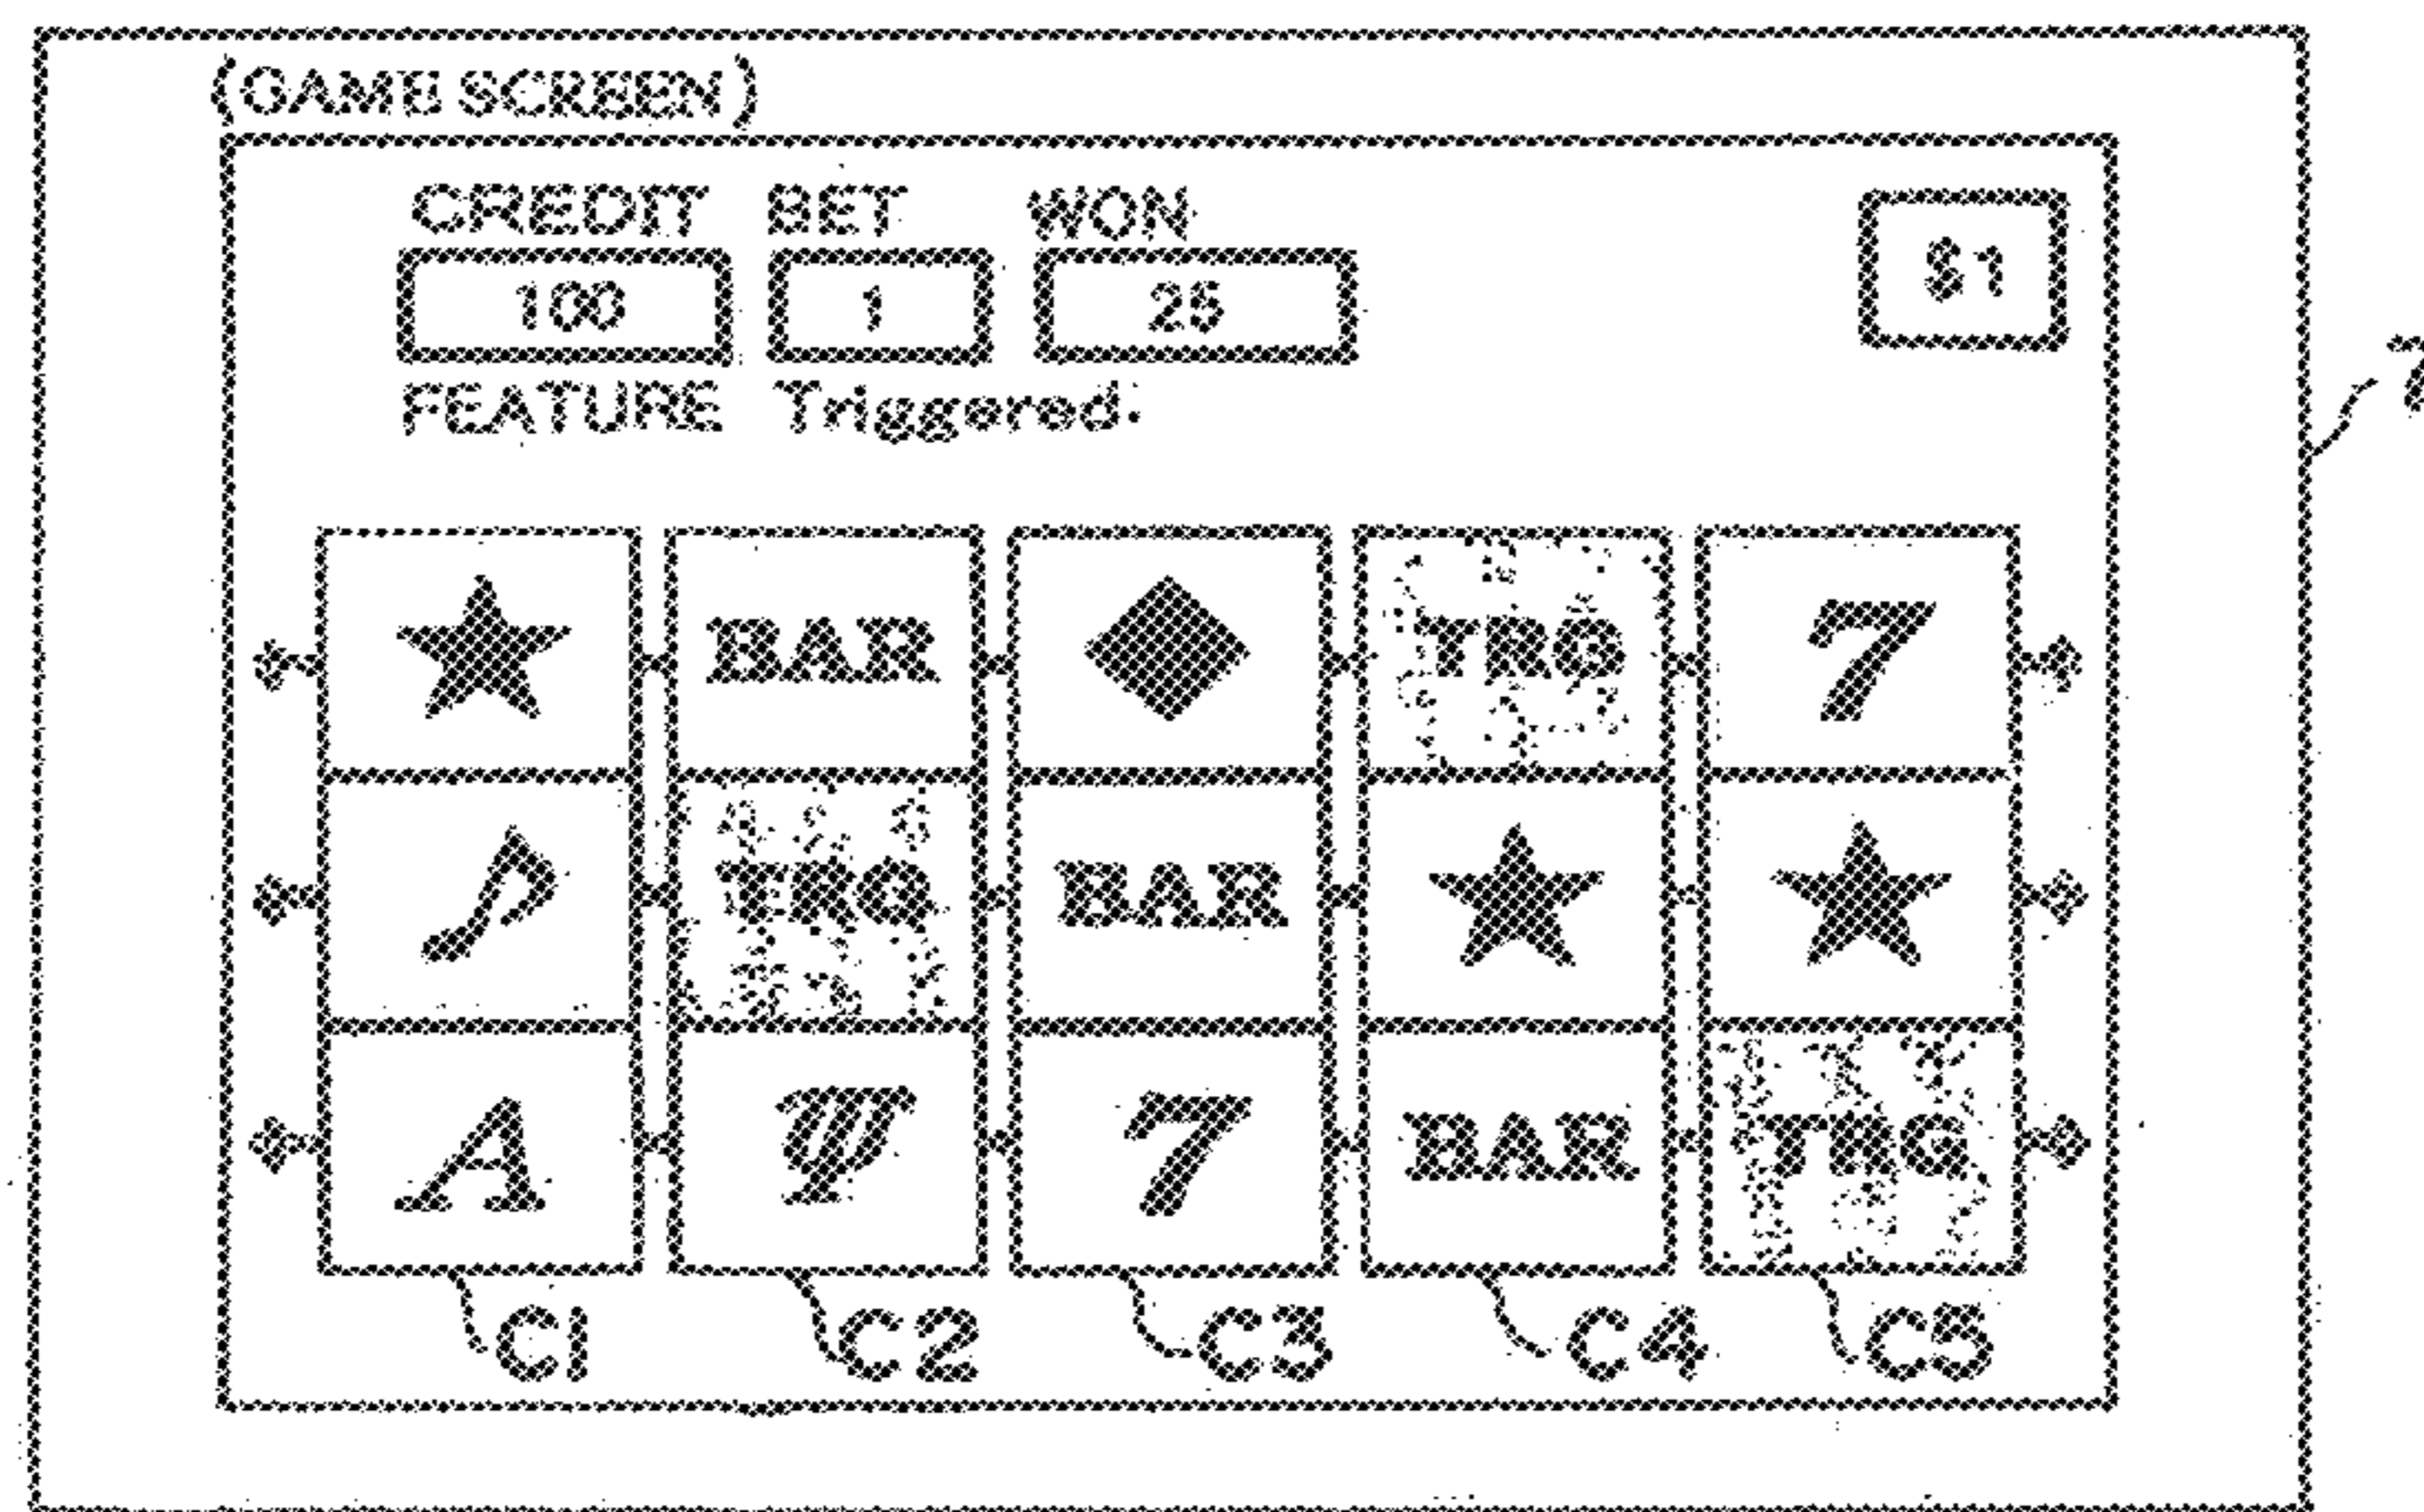 (GAME SCREEN)
CREDIT BET WON
100 1 25 $1
FEATURE Triggered.
BAR TRG 7
TRG BAR
A Ψ 7 BAR TRG
C1 C2 C3 C4 C5